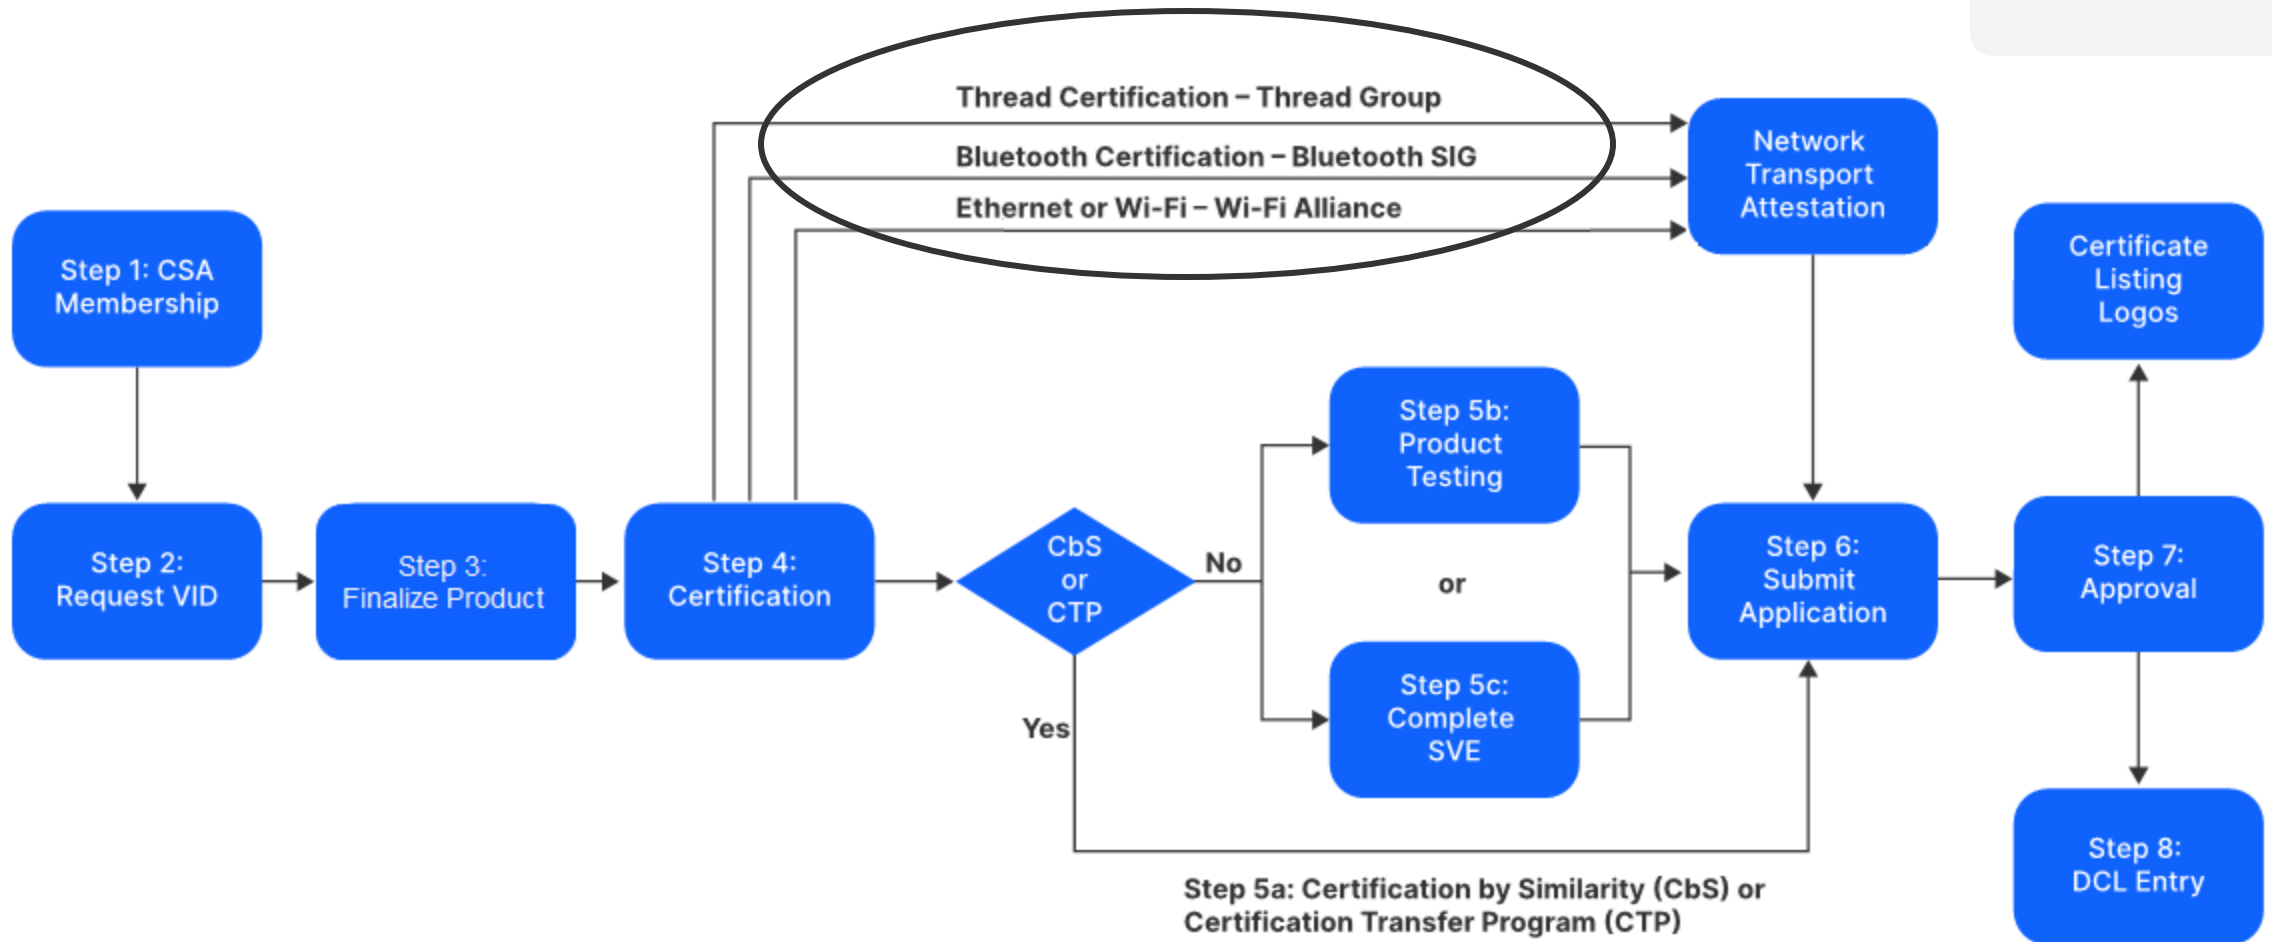 Thread Certification – Thread Group
Bluetooth Certification – Bluetooth SIG
Ethernet or Wi-Fi – Wi-Fi Alliance
Network
Transport
Attestation
Step 1: CSA
Membership
Certificate
Listing
Logos
Step 2:
Request VID
Step 3:
Finalize Product
Step 4:
Certification
CbS
or
CTP
No
Yes
Step 5b:
Product
Testing
or
Step 5c:
Complete
SVE
Step 6:
Submit
Application
Step 7:
Approval
Step 8:
DCL Entry
Step 5a: Certification by Similarity (CbS) or
Certification Transfer Program (CTP)